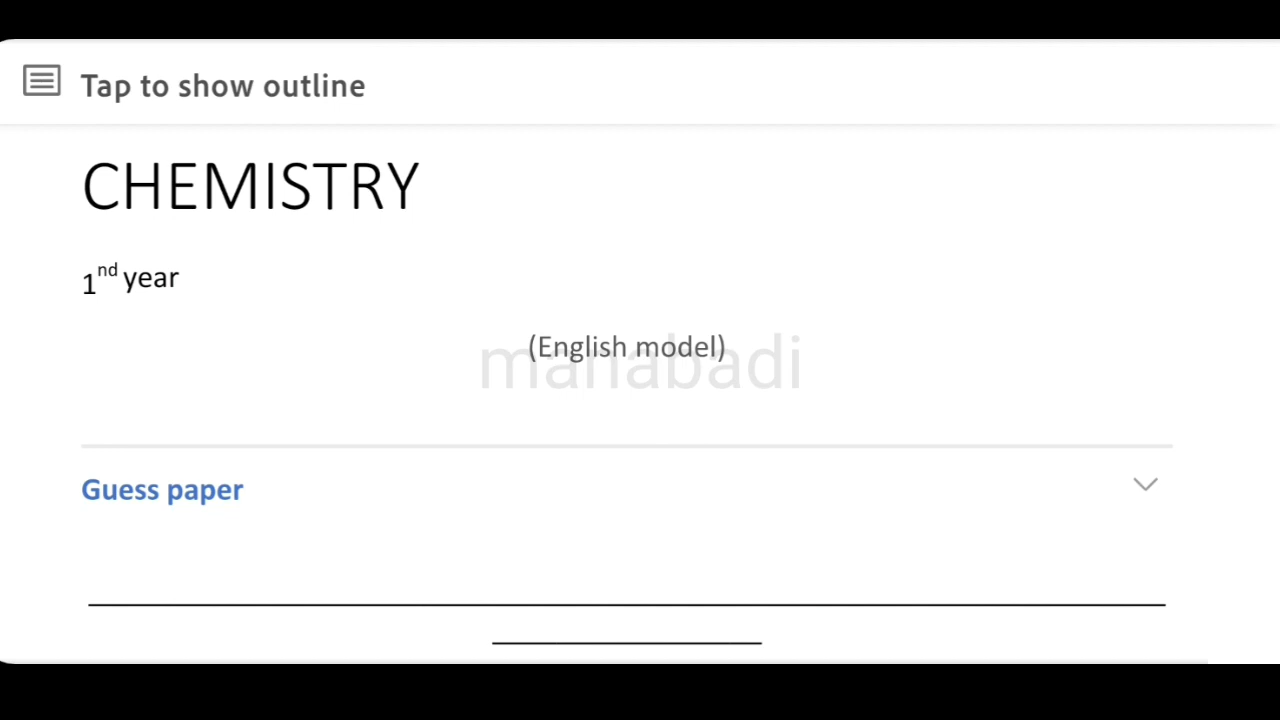 Tap to show outline
CHEMISTRY
1nd year
(English model)
manabadi
Guess paper